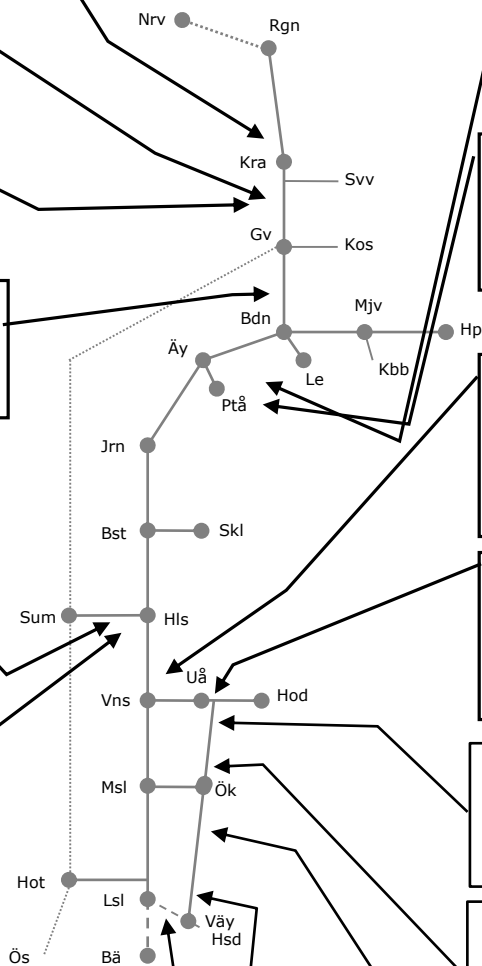 Nrv
Rgn
Kra
Svv
Gv
Kos
Bdn
Mjv
Hp
Äy
Le
Kbb
Ptå
Jrn
Bst
Skl
Sum
Hls
Uå
Vns
Hod
Msl
Ök
Hot
Lsl
Väy
Hsd
Ös
Bä